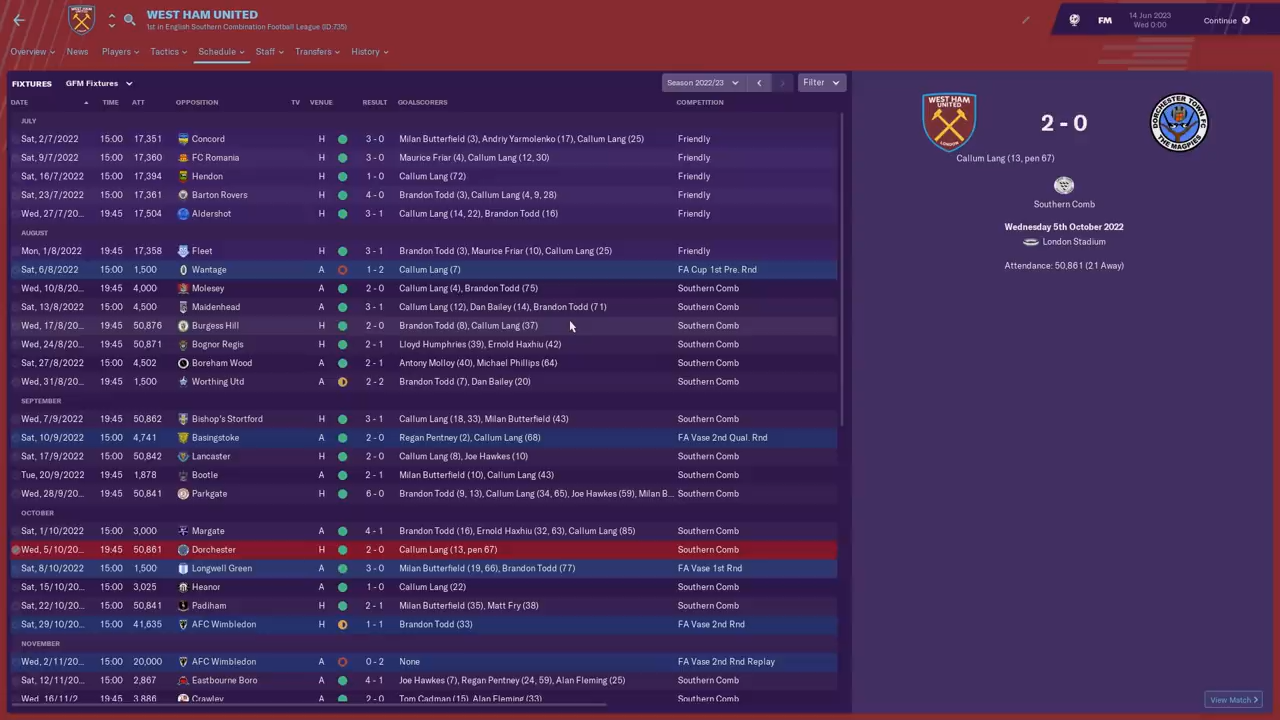 WEST HAM UNITED
1st in English Southern Combination Football League (ID:735)
FM 14 Jun 2023 Wed 0:00 Continue
Overview News Players Tactics Schedule Staff Transfers History
FIXTURES GFM Fixtures Season 2022/23 Filter
DATE TIME ATT OPPOSITION TV VENUE RESULT GOALSCORERS COMPETITION
JULY
Sat, 2/7/2022 15:00 17,351 Concord H 3 - 0 Milan Butterfield (3), Andriy Yarmolenko (17), Callum Lang (25) Friendly
Sat, 9/7/2022 15:00 17,360 FC Romania H 3 - 0 Maurice Friar (4), Callum Lang (12, 30) Friendly
Sat, 16/7/2022 15:00 17,394 Hendon H 1 - 0 Callum Lang (72) Friendly
Sat, 23/7/2022 15:00 17,361 Barton Rovers H 4 - 0 Brandon Todd (3), Callum Lang (4, 9, 28) Friendly
Wed, 27/7/20... 19:45 17,504 Aldershot H 3 - 1 Callum Lang (14, 22), Brandon Todd (16) Friendly
AUGUST
Mon, 1/8/2022 19:45 17,358 Fleet H 3 - 1 Brandon Todd (3), Maurice Friar (10), Callum Lang (25) Friendly
Sat, 6/8/2022 15:00 1,500 Wantage A 1 - 2 Callum Lang (7) FA Cup 1st Pre. Rnd
Wed, 10/8/20... 19:45 4,000 Molesey A 2 - 0 Callum Lang (4), Brandon Todd (75) Southern Comb
Sat, 13/8/2022 15:00 4,500 Maidenhead A 3 - 1 Callum Lang (12), Dan Bailey (14), Brandon Todd (71) Southern Comb
Wed, 17/8/20... 19:45 50,876 Burgess Hill H 2 - 0 Brandon Todd (8), Callum Lang (37) Southern Comb
Wed, 24/8/20... 19:45 50,871 Bognor Regis H 2 - 1 Lloyd Humphries (39), Ernold Haxhiu (42) Southern Comb
Sat, 27/8/2022 15:00 4,502 Boreham Wood A 2 - 1 Antony Molloy (40), Michael Phillips (64) Southern Comb
Wed, 31/8/20... 19:45 1,500 Worthing Utd A 2 - 2 Brandon Todd (7), Dan Bailey (20) Southern Comb
SEPTEMBER
Wed, 7/9/2022 19:45 50,862 Bishop's Stortford H 3 - 1 Callum Lang (18, 33), Milan Butterfield (43) Southern Comb
Sat, 10/9/2022 15:00 4,741 Basingstoke A 2 - 0 Regan Pentney (2), Callum Lang (68) FA Vase 2nd Qual. Rnd
Sat, 17/9/2022 15:00 50,842 Lancaster H 2 - 0 Callum Lang (8), Joe Hawkes (10) Southern Comb
Tue, 20/9/2022 19:45 1,878 Bootle A 2 - 1 Milan Butterfield (10), Callum Lang (43) Southern Comb
Wed, 28/9/20... 19:45 50,841 Parkgate H 6 - 0 Brandon Todd (9, 13), Callum Lang (34, 65), Joe Hawkes (59), Milan B... Southern Comb
OCTOBER
Sat, 1/10/2022 15:00 3,000 Margate A 4 - 1 Brandon Todd (16), Ernold Haxhiu (32, 63), Callum Lang (85) Southern Comb
Wed, 5/10/20... 19:45 50,861 Dorchester H 2 - 0 Callum Lang (13, pen 67) Southern Comb
Sat, 8/10/2022 15:00 1,500 Longwell Green A 3 - 0 Milan Butterfield (19, 66), Brandon Todd (77) FA Vase 1st Rnd
Sat, 15/10/20... 15:00 3,025 Heanor A 1 - 0 Callum Lang (22) Southern Comb
Sat, 22/10/20... 15:00 50,841 Padiham H 2 - 1 Milan Butterfield (35), Matt Fry (38) Southern Comb
Sat, 29/10/20... 15:00 41,635 AFC Wimbledon H 1 - 1 Brandon Todd (33) FA Vase 2nd Rnd
NOVEMBER
Wed, 2/11/20... 15:00 20,000 AFC Wimbledon A 0 - 2 None FA Vase 2nd Rnd Replay
Sat, 12/11/20... 15:00 2,867 Eastbourne Boro A 4 - 1 Joe Hawkes (7), Regan Pentney (24, 59), Alan Fleming (25) Southern Comb
Wed, 16/11/2... 19:45 3,886 Crawley A 2 - 0 Tom Cadman (15), Alan Fleming (33) Southern Comb
WEST HAM UNITED
LONDON
2 - 0
DORCHESTER TOWN F.C
THE MAGPIES
Callum Lang (13, pen 67)
Southern Comb
Wednesday 5th October 2022
London Stadium
Attendance: 50,861 (21 Away)
View Match